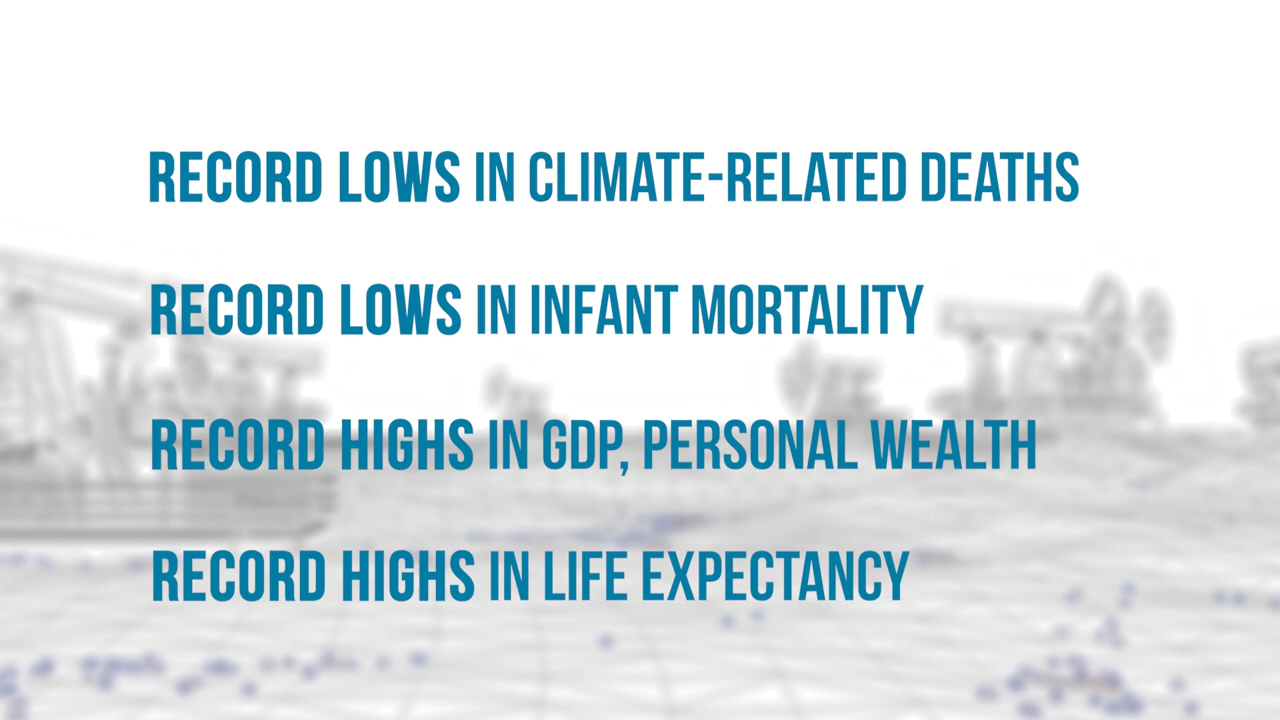 RECORD LOWS IN CLIMATE-RELATED DEATHS
RECORD LOWS IN INFANT MORTALITY
RECORD HIGHS IN GDP, PERSONAL WEALTH
RECORD HIGHS IN LIFE EXPECTANCY